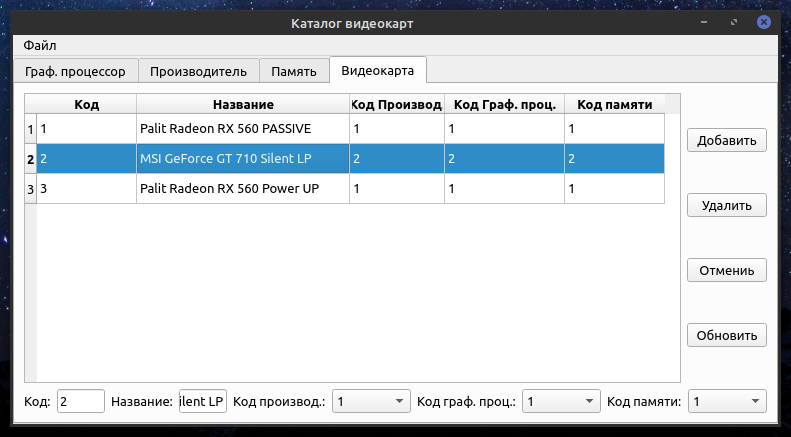 Каталог видеокарт
Файл
Граф. процессор Производитель Память Видеокарта
Код Название Код Производ Код Граф. проц. Код памяти
1 1 Palit Radeon RX 560 PASSIVE 1 1 1
2 2 MSI GeForce GT 710 Silent LP 2 2 2
3 3 Palit Radeon RX 560 Power UP 1 1 1
Добавить
Удалить
Отмениь
Обновить
Код: 2 Название: ilent LP Код производ.: 1 Код граф. проц.: 1 Код памяти: 1